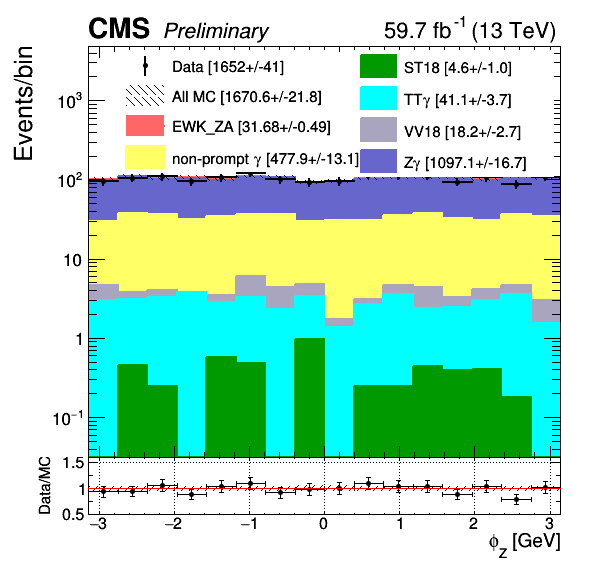 CMS Preliminary 59.7 fb⁻¹ (13 TeV)
Events/bin
Data [1652+/-41]
All MC [1670.6+/-21.8]
EWK_ZA [31.68+/-0.49]
non-prompt γ [477.9+/-13.1]
ST18 [4.6+/-1.0]
TTγ [41.1+/-3.7]
VV18 [18.2+/-2.7]
Zγ [1097.1+/-16.7]
10³
10²
10
1
10⁻¹
Data/MC
1.5
1
0.5
−3 −2 −1 0 1 2 3
ϕ_Z [GeV]